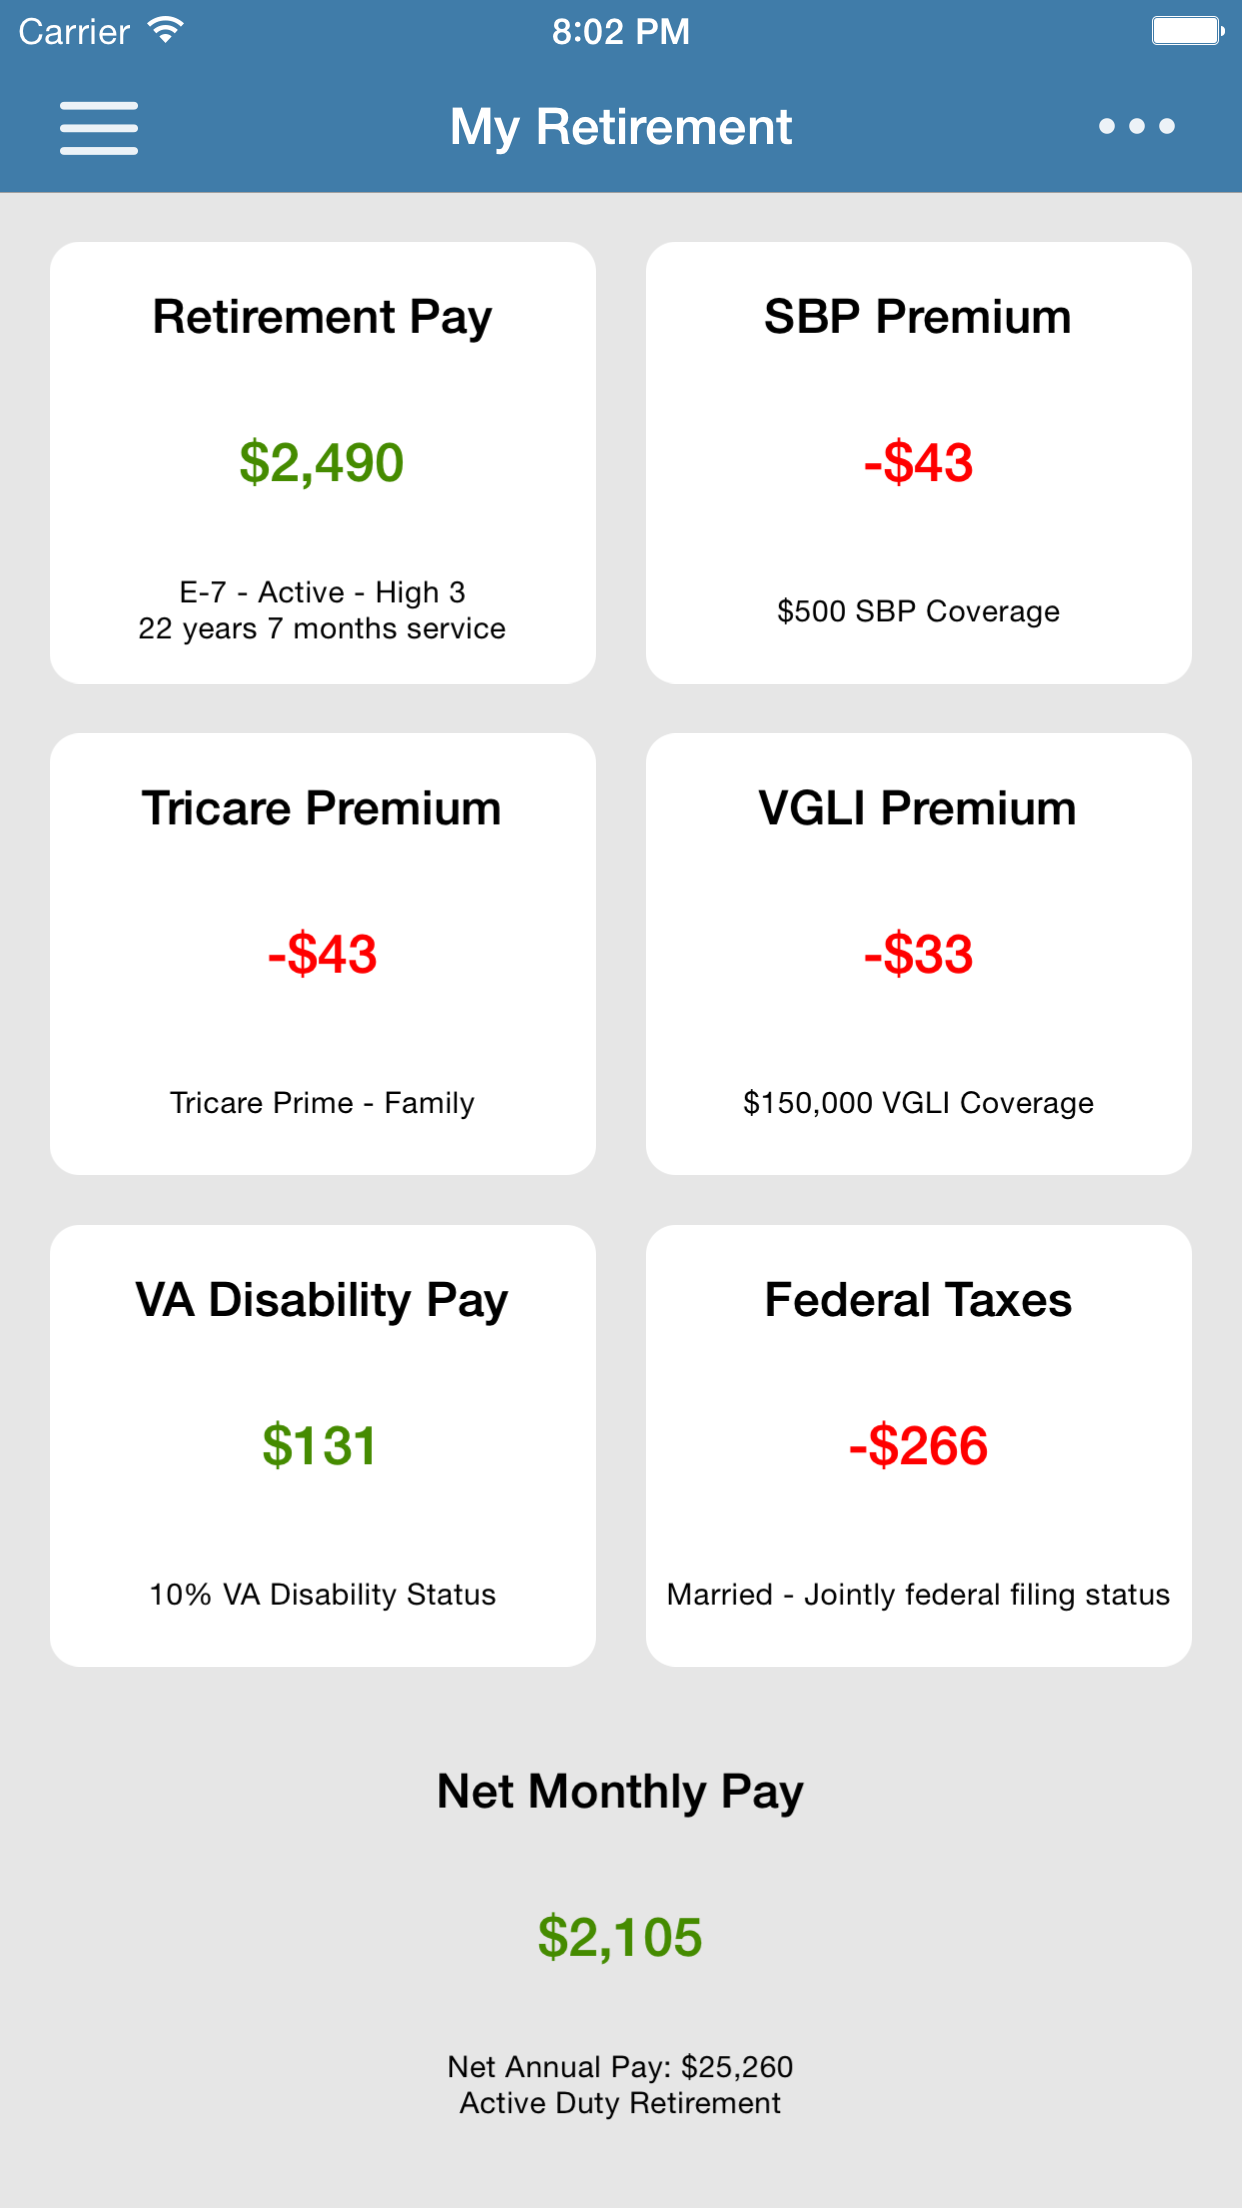 Carrier
8:02 PM
My Retirement
Retirement Pay
$2,490
E-7 - Active - High 3
22 years 7 months service
SBP Premium
-$43
$500 SBP Coverage
Tricare Premium
-$43
Tricare Prime - Family
VGLI Premium
-$33
$150,000 VGLI Coverage
VA Disability Pay
$131
10% VA Disability Status
Federal Taxes
-$266
Married - Jointly federal filing status
Net Monthly Pay
$2,105
Net Annual Pay: $25,260
Active Duty Retirement